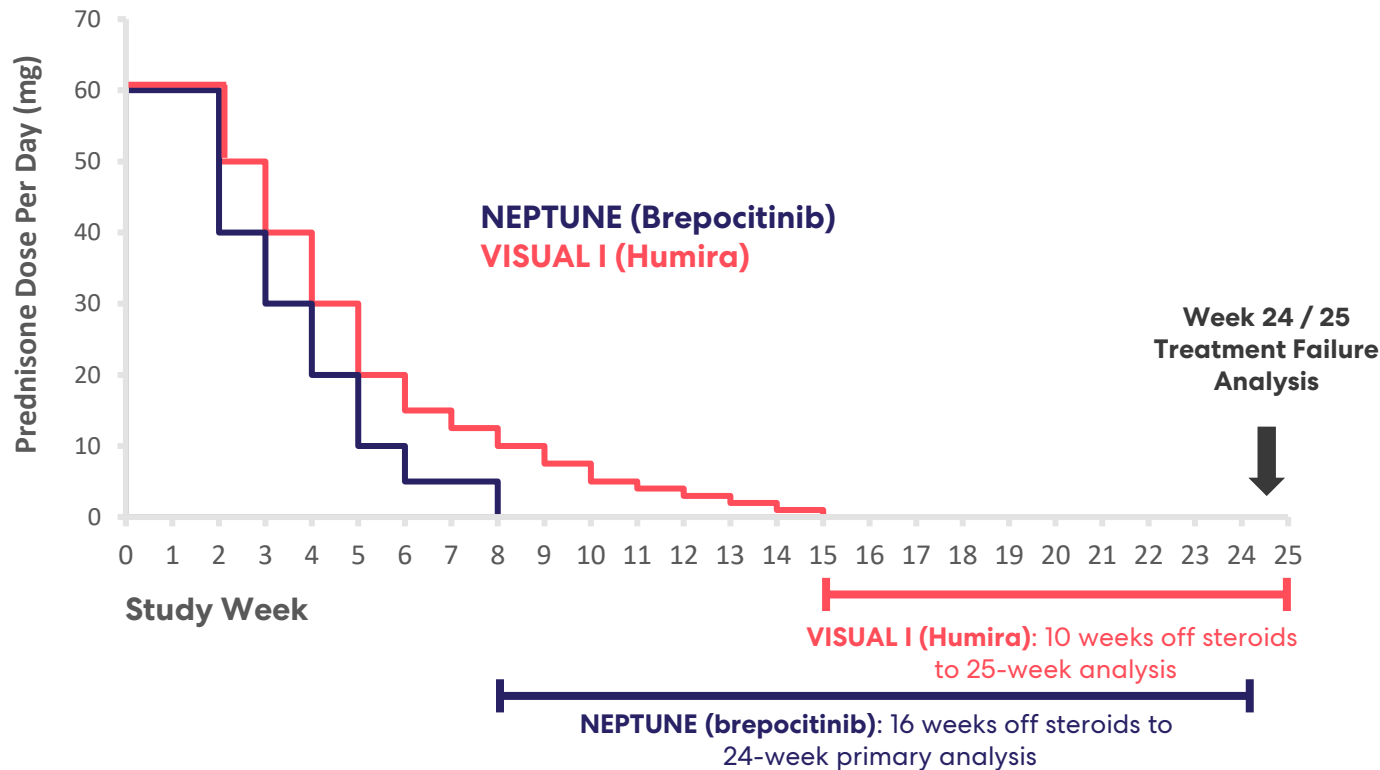 Prednisone Dose Per Day (mg)
70
60
50
40
30
20
10
0
NEPTUNE (Brepocitinib)
VISUAL I (Humira)
Week 24 / 25
Treatment Failure
Analysis
0 1 2 3 4 5 6 7 8 9 10 11 12 13 14 15 16 17 18 19 20 21 22 23 24 25
Study Week
VISUAL I (Humira): 10 weeks off steroids
to 25-week analysis
NEPTUNE (brepocitinib): 16 weeks off steroids to
24-week primary analysis